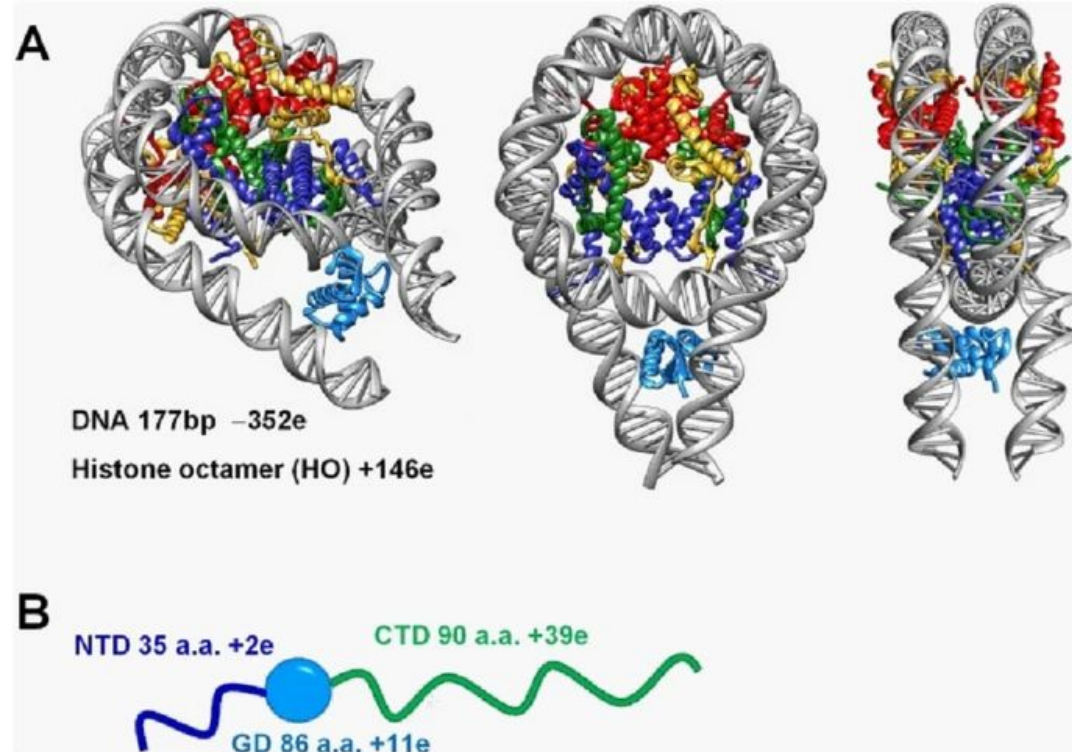 A
DNA 177bp –352e
Histone octamer (HO) +146e
B
NTD 35 a.a. +2e
CTD 90 a.a. +39e
GD 86 a.a. +11e